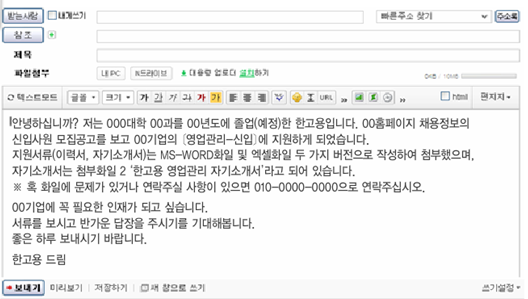 받는사람 내게쓰기 빠른주소 찾기 주소록
참조
제목
파일첨부 내 PC N드라이브 대용량 업로더 설치하기 0KB / 10MB
텍스트모드 글꼴 크기 가 가 가 가 가 가 URL html 편지지
안녕하십니까? 저는 000대학 00과를 00년도에 졸업(예정)한 한고용입니다. 00홈페이지 채용정보의
신입사원 모집공고를 보고 00기업의 [영업관리-신입]에 지원하게 되었습니다.
지원서류(이력서, 자기소개서)는 MS-WORD화일 및 엑셀화일 두 가지 버전으로 작성하여 첨부했으며,
자기소개서는 첨부화일 2 '한고용 영업관리 자기소개서'라고 되어 있습니다.
※ 혹 화일에 문제가 있거나 연락주실 사항이 있으면 010-0000-0000으로 연락주십시오.
00기업에 꼭 필요한 인재가 되고 싶습니다.
서류를 보시고 반가운 답장을 주시기를 기대해봅니다.
좋은 하루 보내시기 바랍니다.
한고용 드림
보내기 미리보기 저장하기 새 창으로 쓰기 쓰기설정